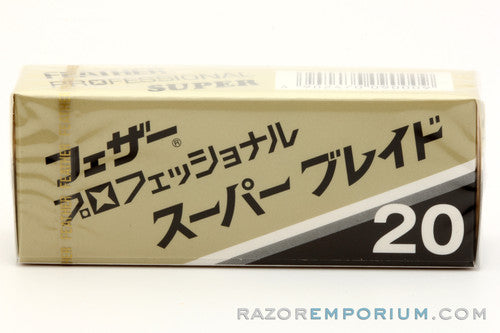 FEATHER
PROFESSIONAL
SUPER
フェザー®
プロフェッショナル
スーパー ブレイド
20
RAZOREMPORIUM.COM